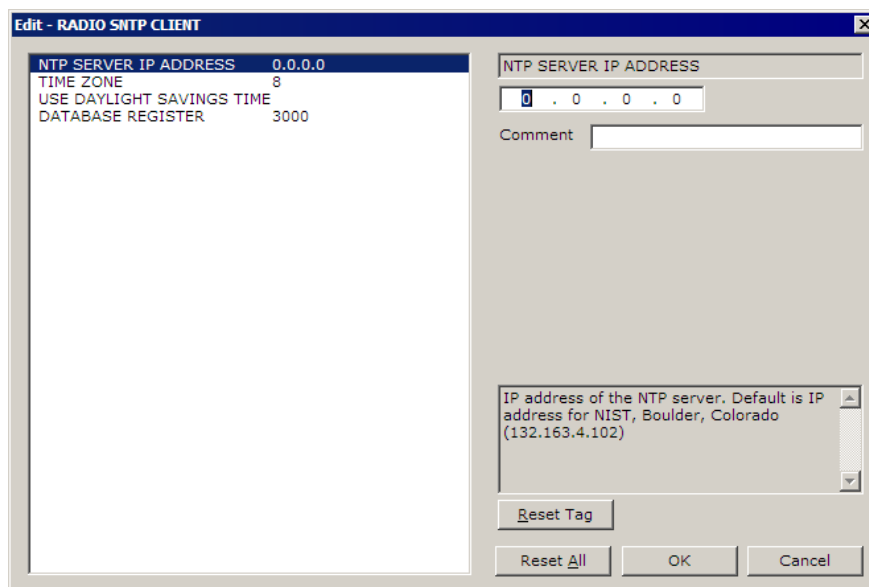 Edit - RADIO SNTP CLIENT
NTP SERVER IP ADDRESS 0.0.0.0
TIME ZONE 8
USE DAYLIGHT SAVINGS TIME
DATABASE REGISTER 3000
NTP SERVER IP ADDRESS
0 . 0 . 0 . 0
Comment
IP address of the NTP server. Default is IP
address for NIST, Boulder, Colorado
(132.163.4.102)
Reset Tag
Reset All OK Cancel